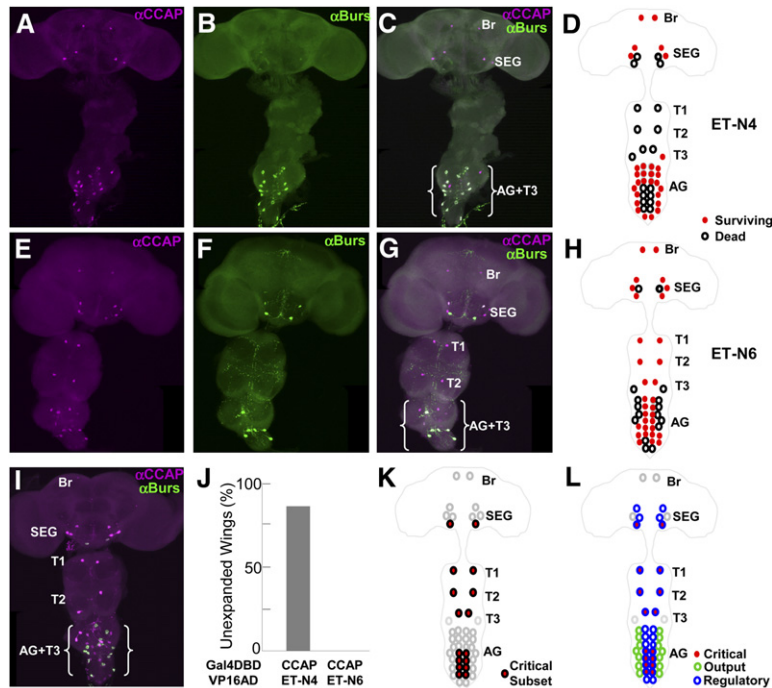 A αCCAP
B αBurs
C αCCAP
αBurs
Br
SEG
AG+T3
D
Br
SEG
T1
T2
T3
AG
ET-N4
Surviving
Dead
E αCCAP
F αBurs
G αCCAP
αBurs
Br
SEG
T1
T2
AG+T3
H
Br
SEG
T1
T2
T3
AG
ET-N6
I αCCAP
αBurs
Br
SEG
T1
T2
AG+T3
J
Unexpanded Wings (%)
100
50
0
Gal4DBD CCAP CCAP
VP16AD ET-N4 ET-N6
K
Br
SEG
T1
T2
T3
AG
Critical
Subset
L
Br
SEG
T1
T2
T3
AG
Critical
Output
Regulatory